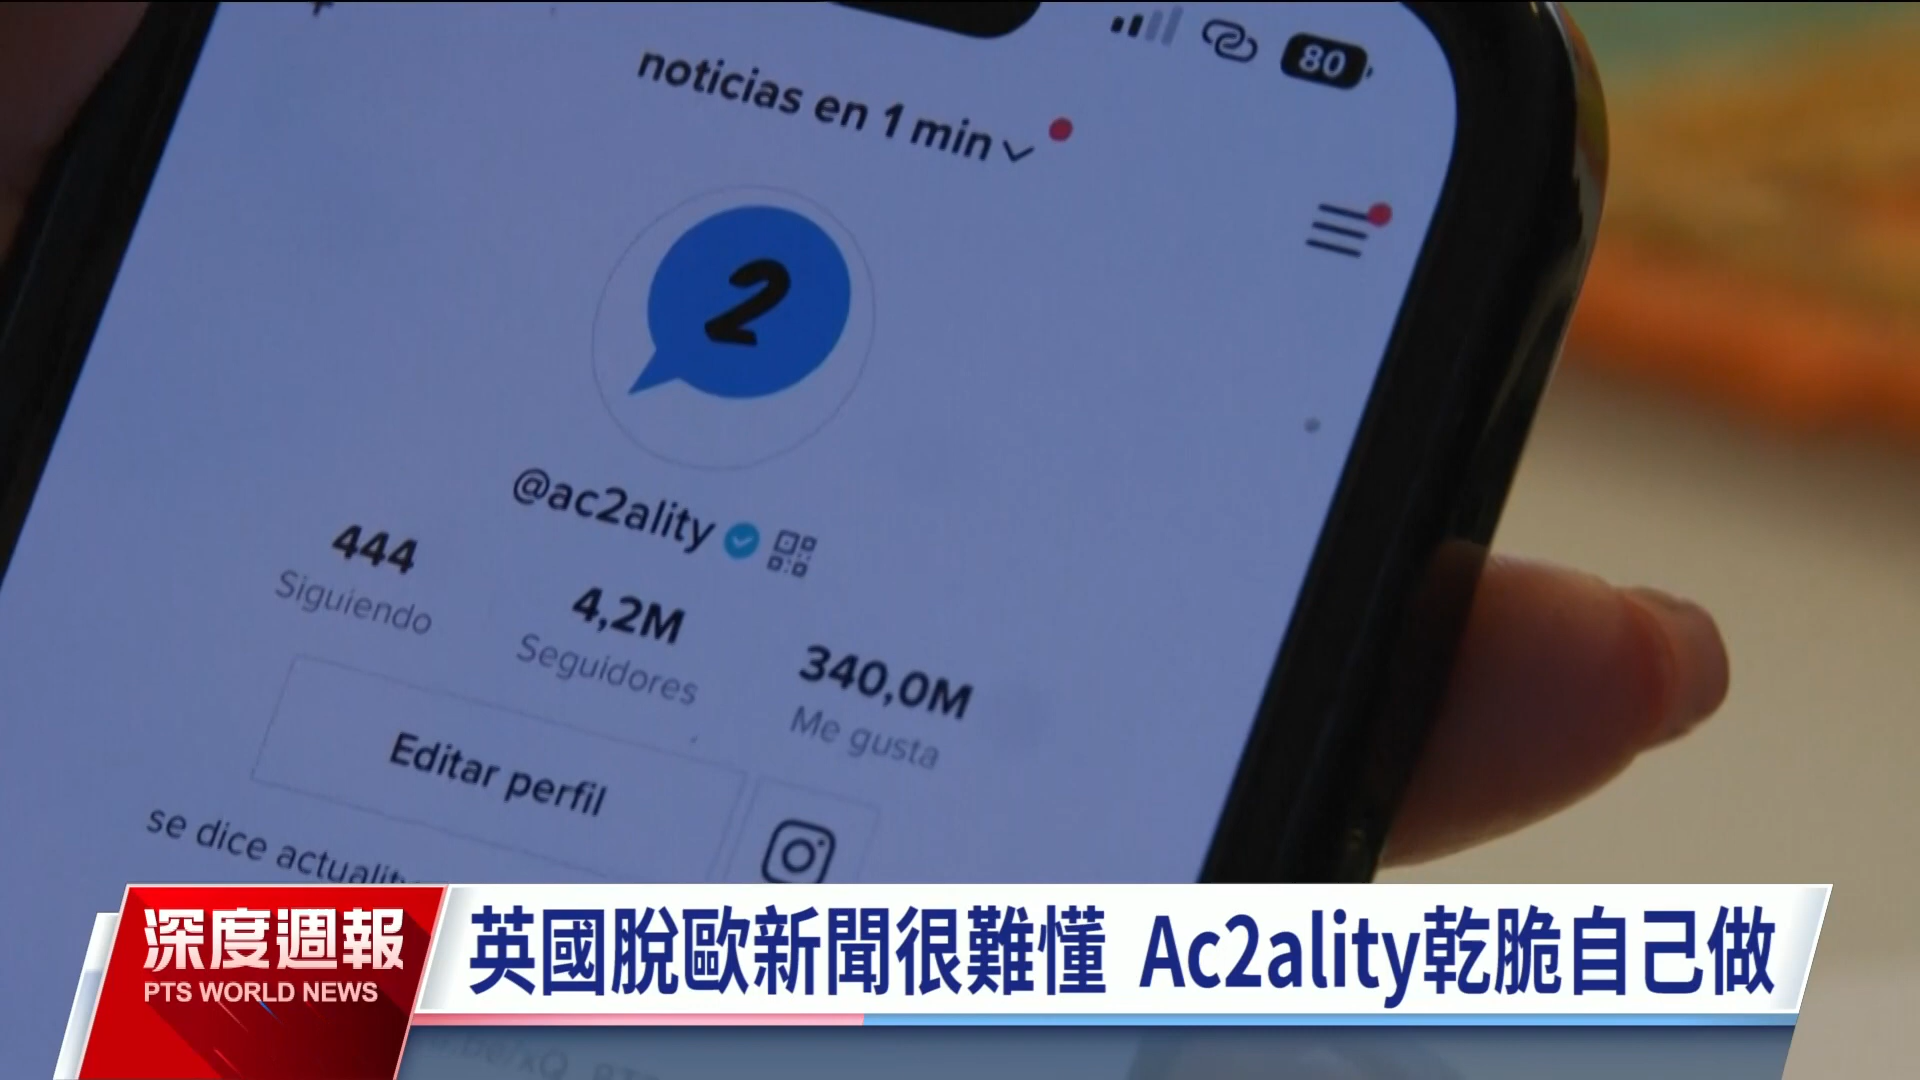 80
noticias en 1 min
2
@ac2ality
444
Siguiendo
4,2M
Seguidores
340,0M
Me gusta
Editar perfil
se dice actuality
深度週報
PTS WORLD NEWS
英國脫歐新聞很難懂 Ac2ality乾脆自己做